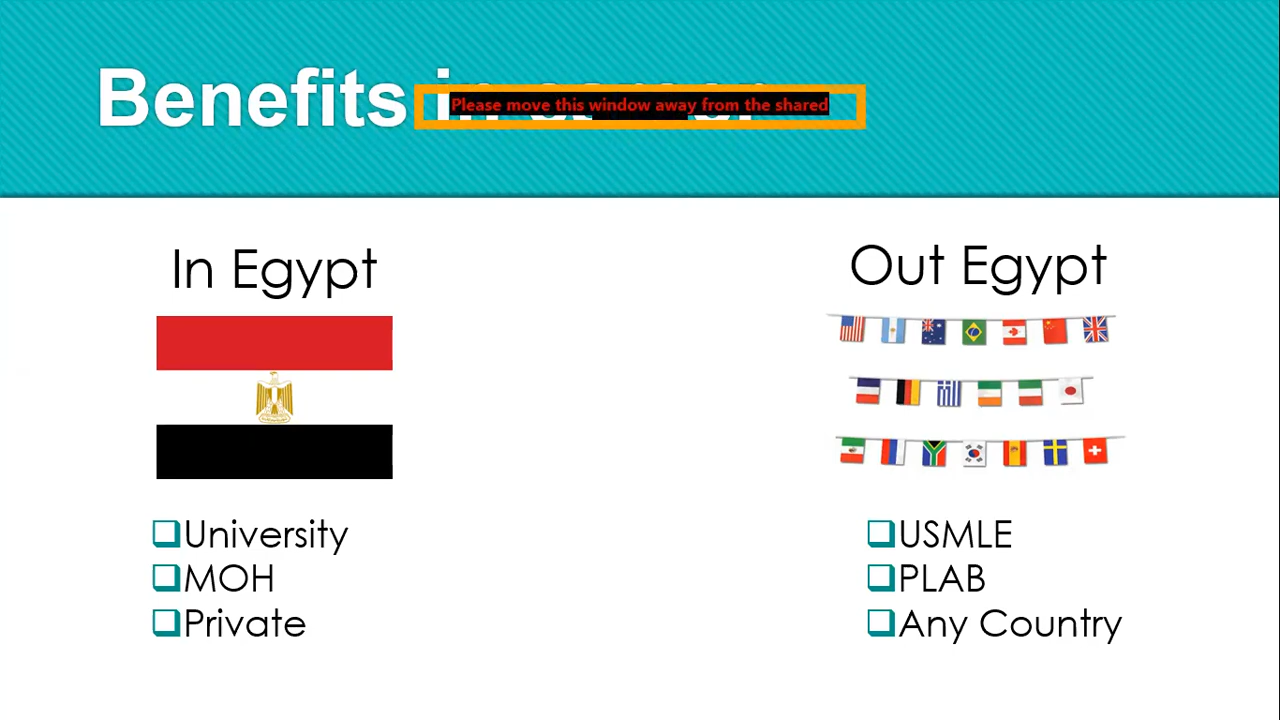 Benefits in
Please move this window away from the shared
In Egypt
Out Egypt
University
MOH
Private
USMLE
PLAB
Any Country